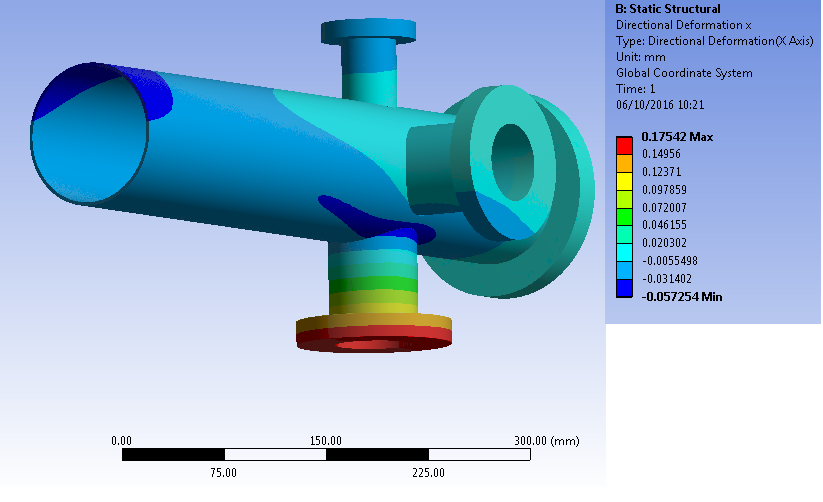 B: Static Structural
Directional Deformation x
Type: Directional Deformation(X Axis)
Unit: mm
Global Coordinate System
Time: 1
06/10/2016 10:21
0.17542 Max
0.14956
0.12371
0.097859
0.072007
0.046155
0.020302
-0.0055498
-0.031402
-0.057254 Min
0.00 150.00 300.00 (mm)
75.00 225.00